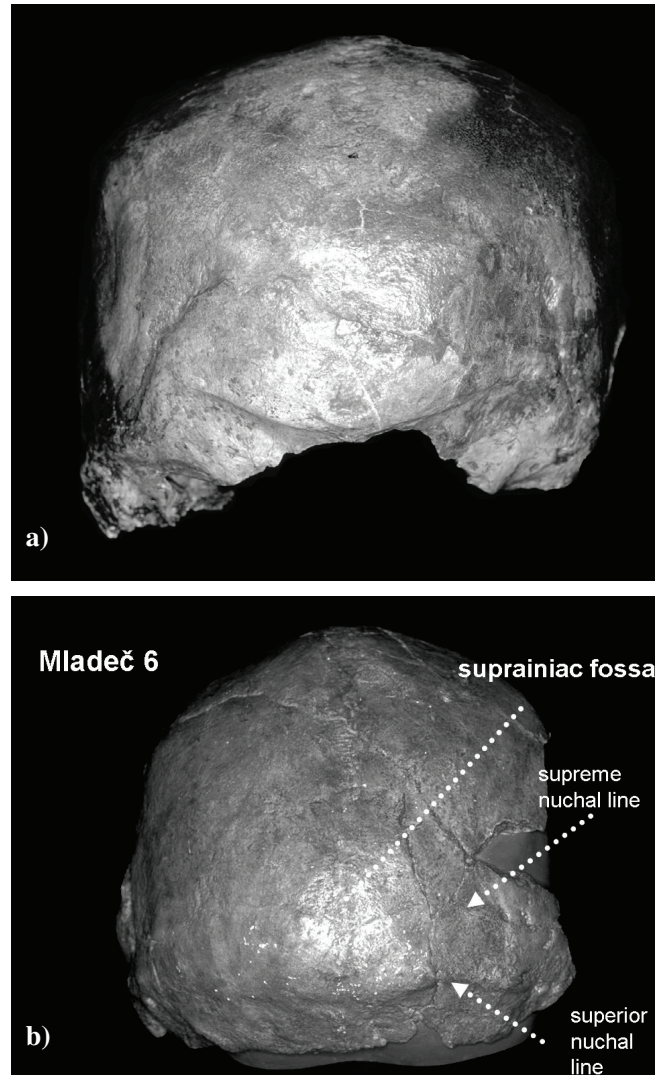 a)
Mladeč 6
suprainiac fossa
supreme
nuchal line
superior
nuchal
line
b)